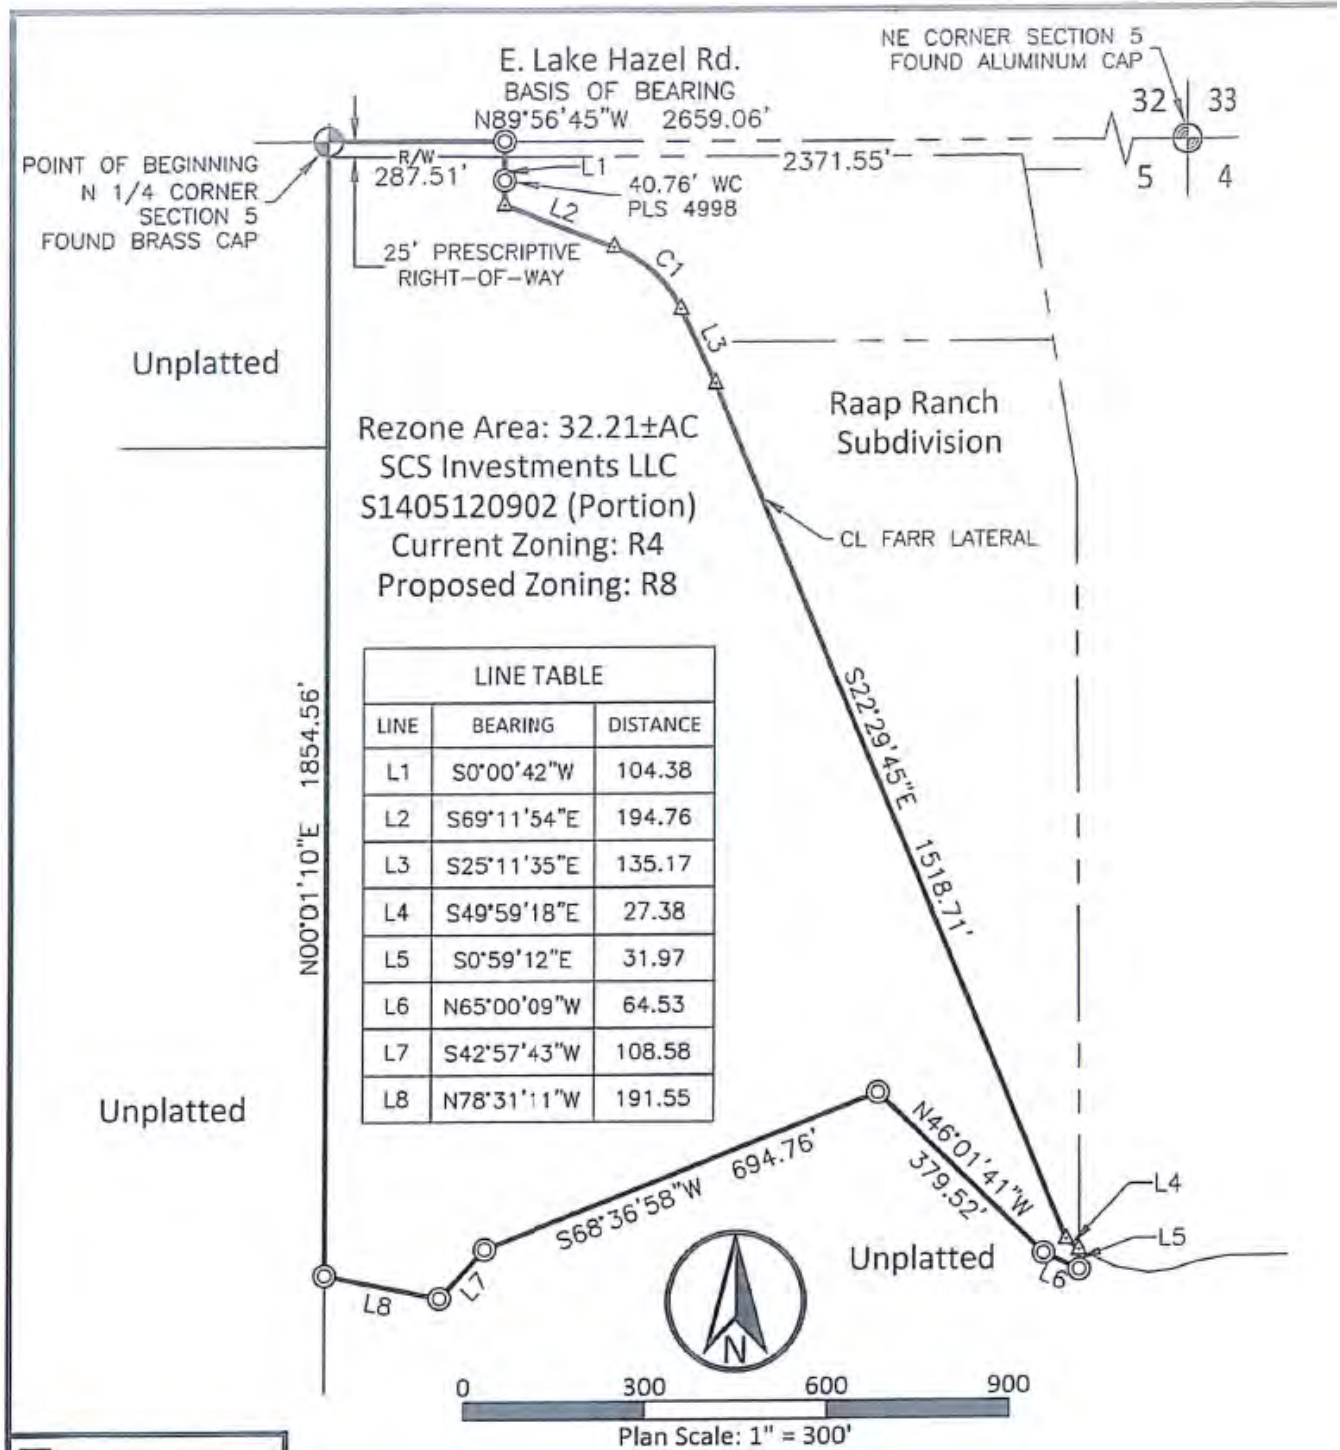 NE CORNER SECTION 5
FOUND ALUMINUM CAP
E. Lake Hazel Rd.
BASIS OF BEARING
N89°56'45"W 2659.06'
32 33
5 4
POINT OF BEGINNING
N 1/4 CORNER
SECTION 5
FOUND BRASS CAP
R/W
287.51'
L1
2371.55'
40.76' WC
PLS 4998
L2
25' PRESCRIPTIVE
RIGHT-OF-WAY
C1
L3
Unplatted
Raap Ranch
Subdivision
Rezone Area: 32.21±AC
SCS Investments LLC
S1405120902 (Portion)
Current Zoning: R4
Proposed Zoning: R8
CL FARR LATERAL
LINE TABLE
LINE BEARING DISTANCE
L1 S0°00'42"W 104.38
L2 S69°11'54"E 194.76
L3 S25°11'35"E 135.17
L4 S49°59'18"E 27.38
L5 S0°59'12"E 31.97
L6 N65°00'09"W 64.53
L7 S42°57'43"W 108.58
L8 N78°31'11"W 191.55
N00°01'10"E 1854.56'
S22°29'45"E 1518.71'
Unplatted
S68°36'58"W 694.76'
N46°01'41"W
379.52'
L4
L5
Unplatted
L6
L7
L8
N
0 300 600 900
Plan Scale: 1" = 300'